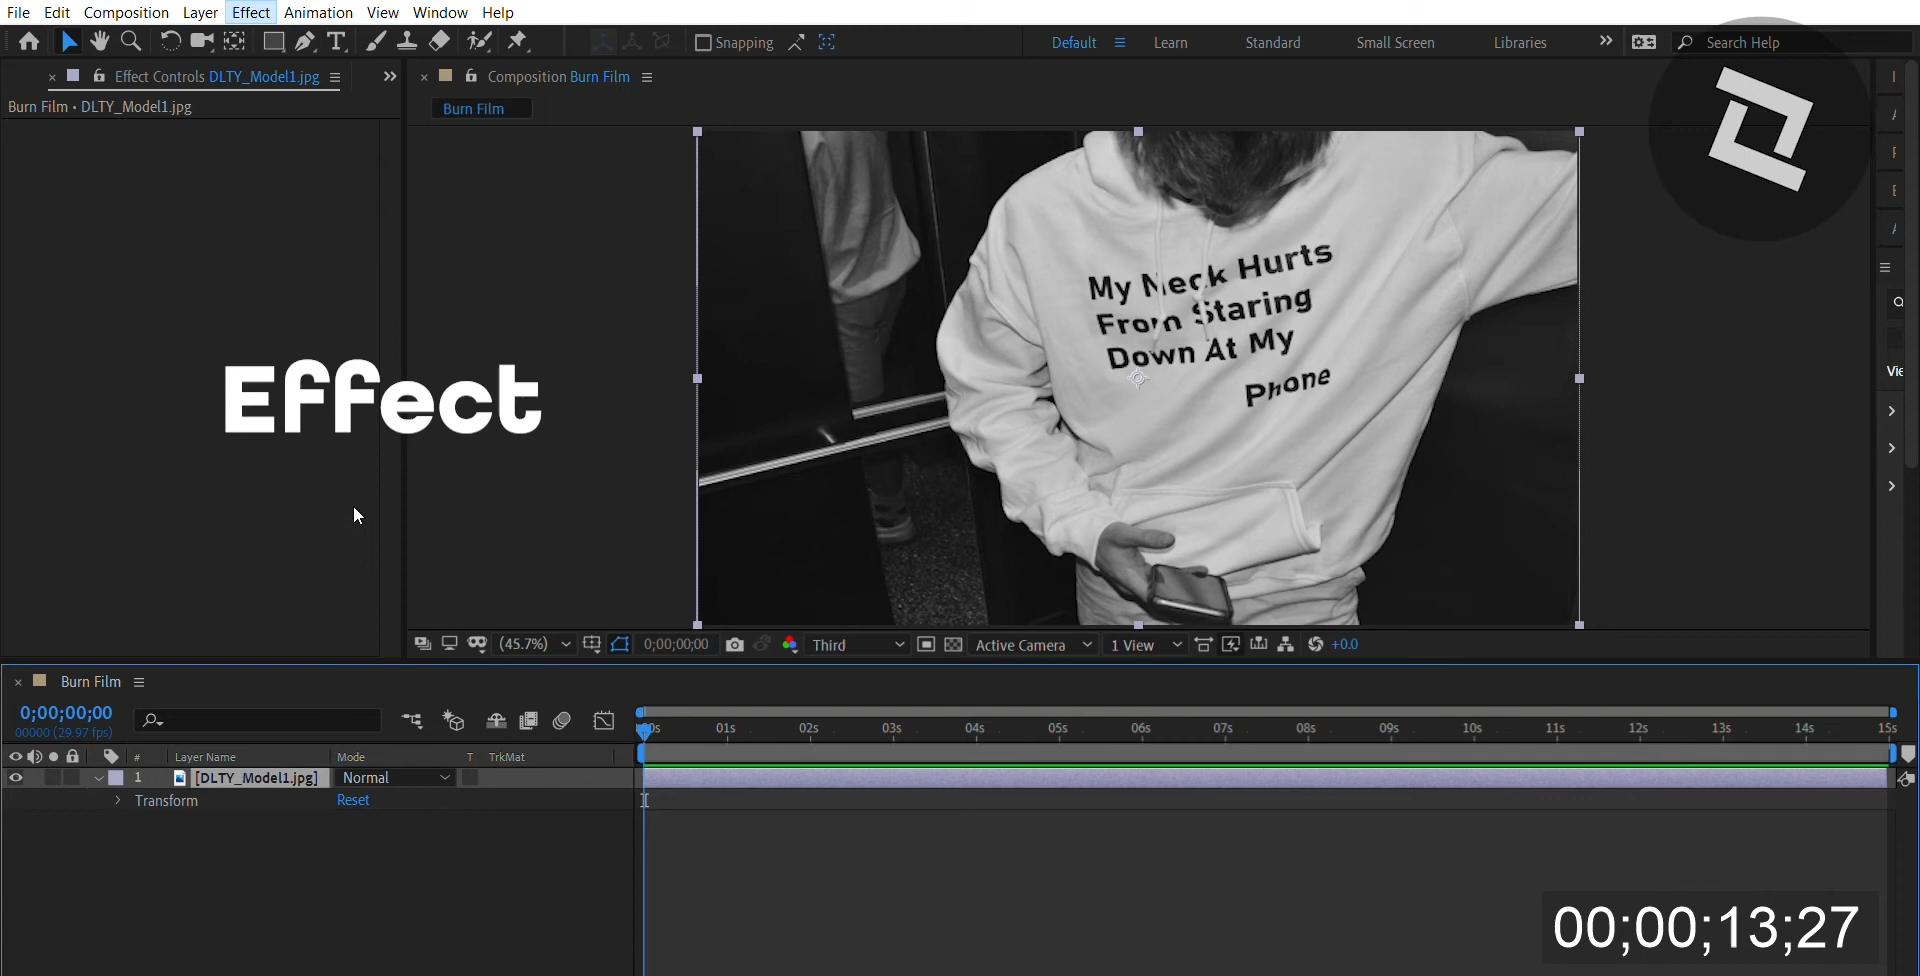 File Edit Composition Layer Effect Animation View Window Help
Snapping
Default Learn Standard Small Screen Libraries
Search Help
Effect Controls DLTY_Model1.jpg
Composition Burn Film
Burn Film • DLTY_Model1.jpg
Burn Film
My Neck Hurts
From Staring
Down At My
Phone
Effect
(45.7%) 0;00;00;00 Third Active Camera 1 View +0.0
Burn Film
0;00;00;00
00000 (29.97 fps)
00s 01s 02s 03s 04s 05s 06s 07s 08s 09s 10s 11s 12s 13s 14s 15s
# Layer Name Mode T TrkMat
1 [DLTY_Model1.jpg] Normal
Transform Reset
00;00;13;27